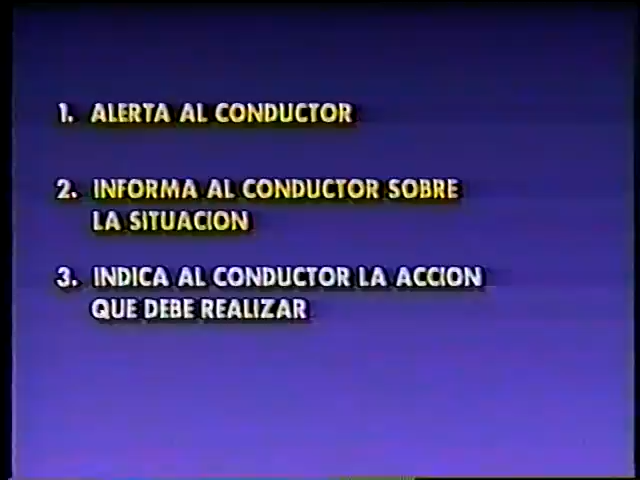 1. ALERTA AL CONDUCTOR
2. INFORMA AL CONDUCTOR SOBRE
LA SITUACION
3. INDICA AL CONDUCTOR LA ACCION
QUE DEBE REALIZAR